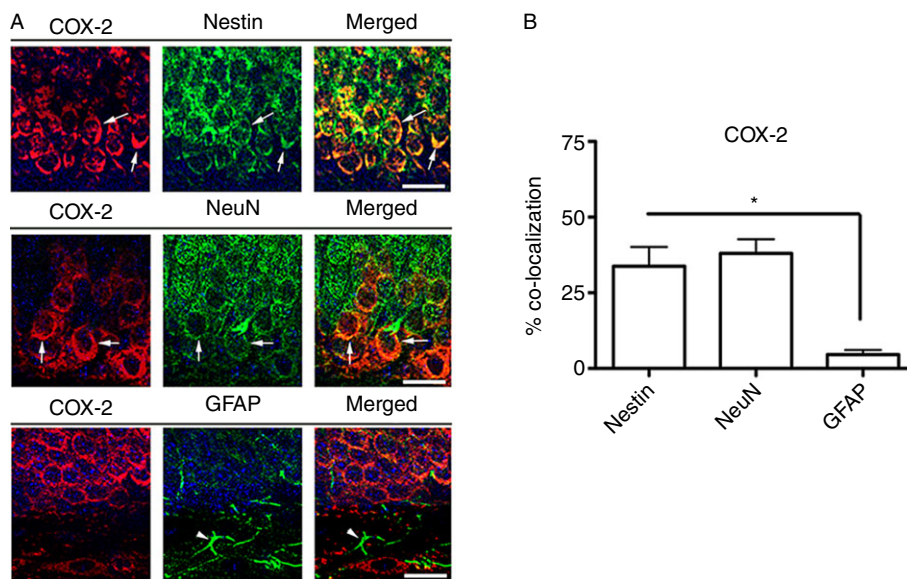 A
COX-2 Nestin Merged
COX-2 NeuN Merged
COX-2 GFAP Merged
B
COX-2
% co-localization
75
50
25
0
*
Nestin
NeuN
GFAP